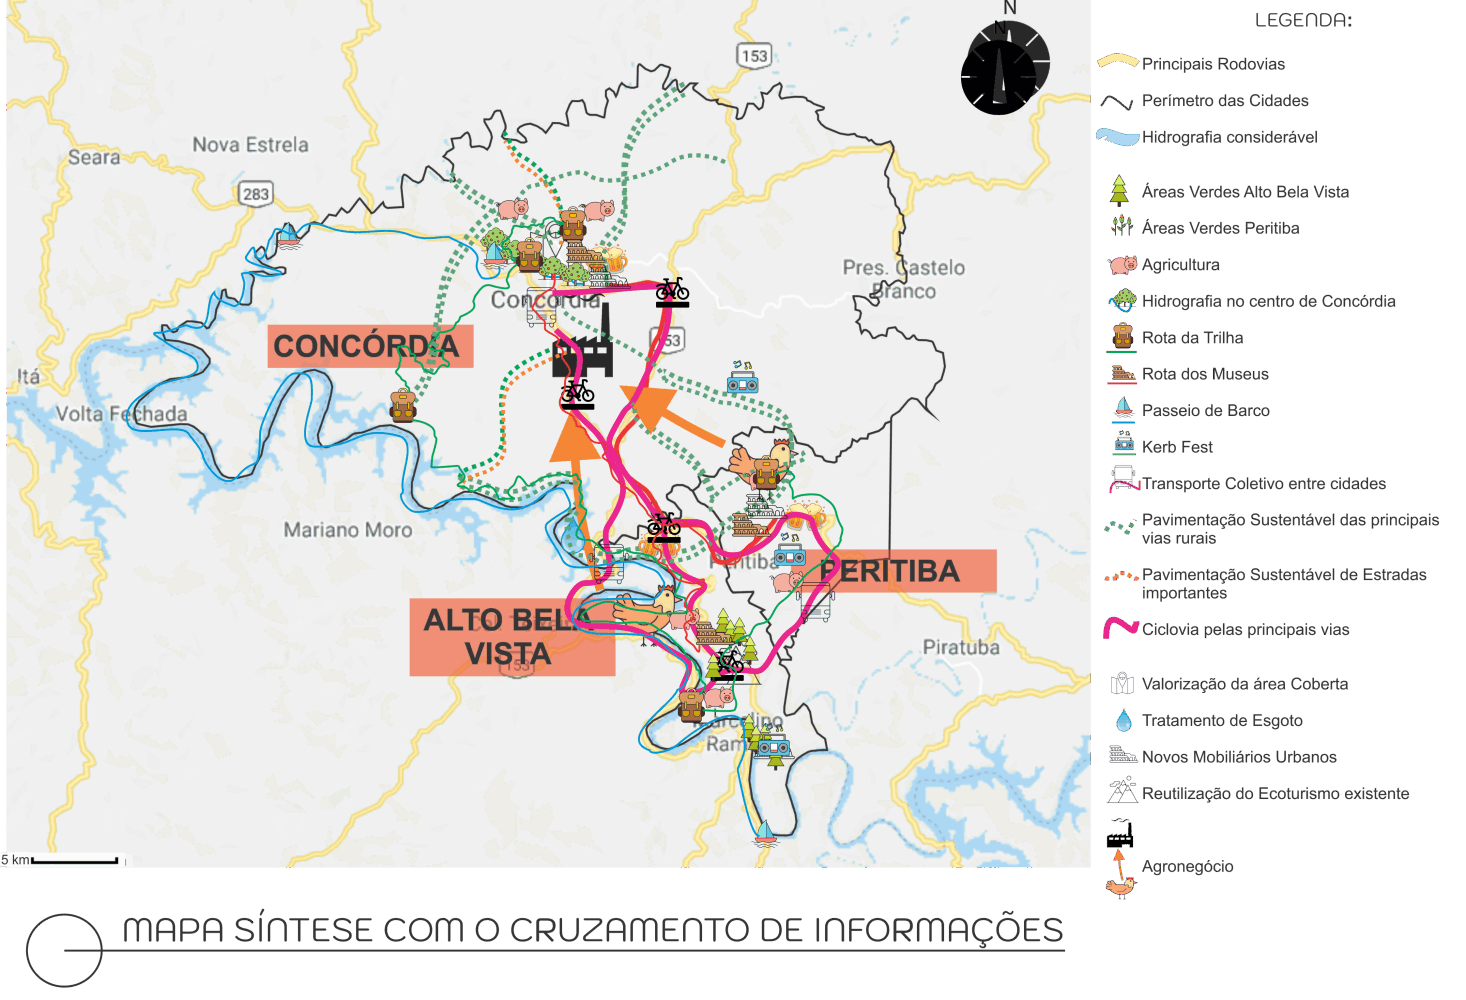 N
N
LEGENDA:
Principais Rodovias
Perímetro das Cidades
Hidrografia considerável
Áreas Verdes Alto Bela Vista
Áreas Verdes Peritiba
Agricultura
Hidrografia no centro de Concórdia
Rota da Trilha
Rota dos Museus
Passeio de Barco
Kerb Fest
Transporte Coletivo entre cidades
Pavimentação Sustentável das principais
vias rurais
Pavimentação Sustentável de Estradas
importantes
Ciclovia pelas principais vias
Valorização da área Coberta
Tratamento de Esgoto
Novos Mobiliários Urbanos
Reutilização do Ecoturismo existente
Agronegócio
153
Nova Estrela
Seara
283
Pres. Castelo
Branco
Concórdia
CONCÓRDIA
53
Itá
Volta Fechada
Mariano Moro
Peritiba
PERITIBA
ALTO BELA
VISTA
153
Piratuba
5 km
MAPA SÍNTESE COM O CRUZAMENTO DE INFORMAÇÕES